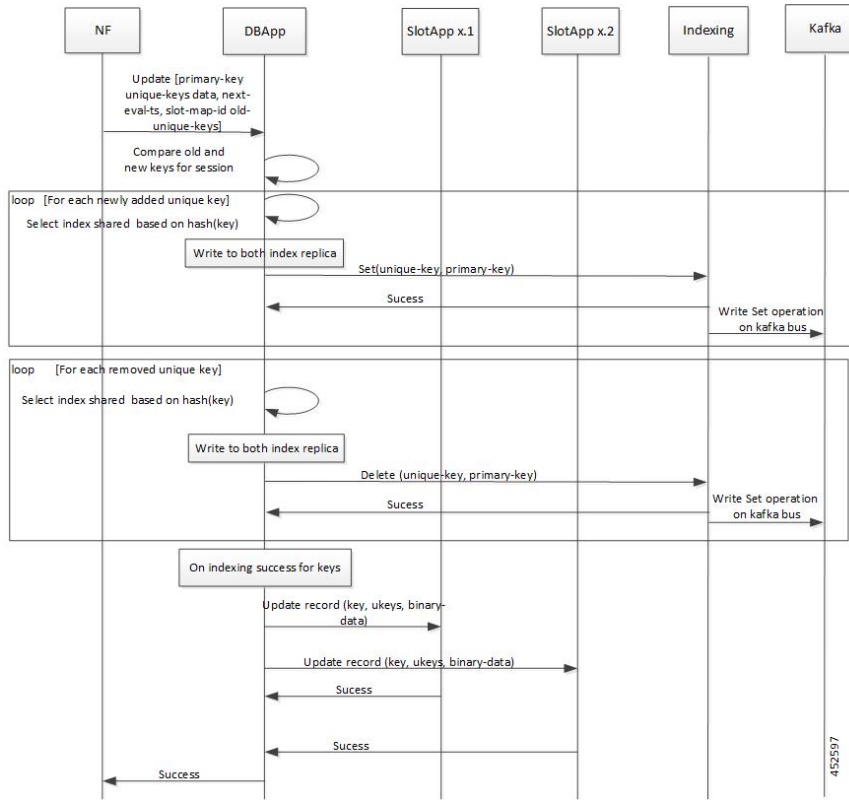 NF
DBApp
SlotApp x.1
SlotApp x.2
Indexing
Kafka
Update [primary-key
unique-keys data, next-
eval-ts, slot-map-id old-
unique-keys]
Compare old and
new keys for session
loop [For each newly added unique key]
Select index shared based on hash(key)
Write to both index replica
Set(unique-key, primary-key)
Sucess
Write Set operation
on kafka bus
loop [For each removed unique key]
Select index shared based on hash(key)
Write to both index replica
Delete (unique-key, primary-key)
Sucess
Write Set operation
on kafka bus
On indexing success for keys
Update record (key, ukeys, binary-
data)
Update record (key, ukeys, binary-data)
Sucess
Sucess
Success
452597